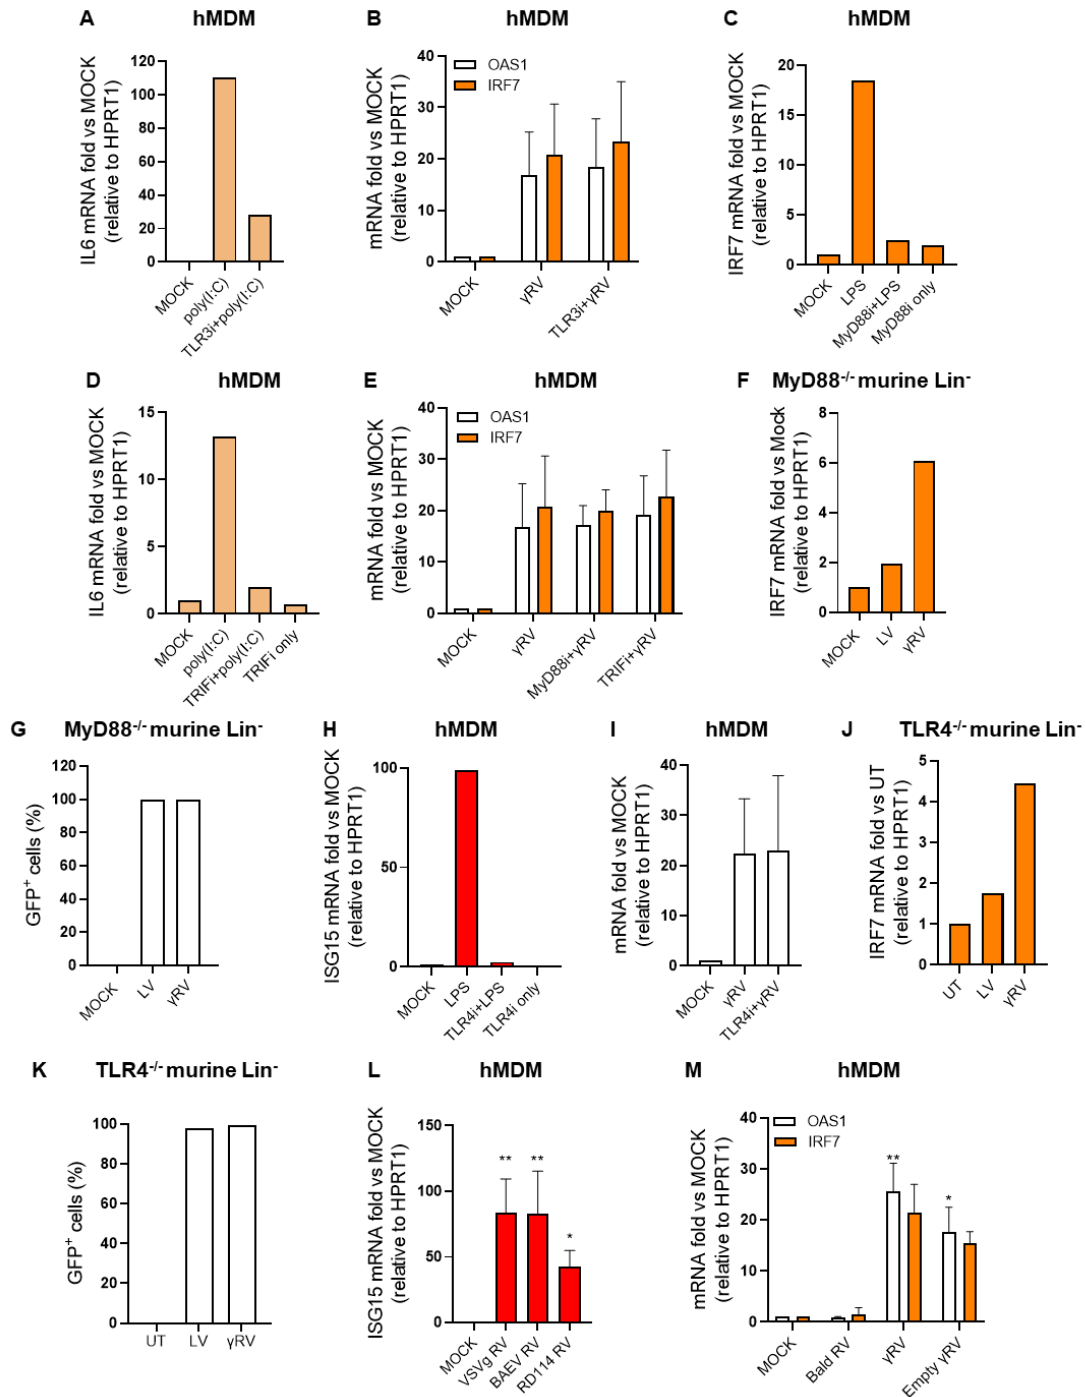 A hMDM
IL6 mRNA fold vs MOCK
(relative to HPRT1)
120
100
80
60
40
20
0
MOCK
poly(I:C)
TLR3i+poly(I:C)
B hMDM
mRNA fold vs MOCK
(relative to HPRT1)
40
30
20
10
0
OAS1
IRF7
MOCK
γRV
TLR3i+γRV
C hMDM
IRF7 mRNA fold vs MOCK
(relative to HPRT1)
20
15
10
5
0
MOCK
LPS
MyD88i+LPS
MyD88i only
D hMDM
IL6 mRNA fold vs MOCK
(relative to HPRT1)
15
10
5
0
MOCK
poly(I:C)
TRIFi+poly(I:C)
TRIFi only
E hMDM
mRNA fold vs MOCK
(relative to HPRT1)
40
30
20
10
0
OAS1
IRF7
MOCK
γRV
MyD88i+γRV
TRIFi+γRV
F MyD88-/- murine Lin-
IRF7 mRNA fold vs Mock
(relative to HPRT1)
8
6
4
2
0
MOCK
LV
γRV
G MyD88-/- murine Lin-
GFP+ cells (%)
120
100
80
60
40
20
0
MOCK
LV
γRV
H hMDM
ISG15 mRNA fold vs MOCK
(relative to HPRT1)
100
50
0
MOCK
LPS
TLR4i+LPS
TLR4i only
I hMDM
mRNA fold vs MOCK
(relative to HPRT1)
40
30
20
10
0
MOCK
γRV
TLR4i+γRV
J TLR4-/- murine Lin-
IRF7 mRNA fold vs UT
(relative to HPRT1)
5
4
3
2
1
0
UT
LV
γRV
K TLR4-/- murine Lin-
GFP+ cells (%)
100
80
60
40
20
0
UT
LV
γRV
L hMDM
ISG15 mRNA fold vs MOCK
(relative to HPRT1)
150
100
50
0
**
**
*
MOCK
VSVg RV
BAEV RV
RD114 RV
M hMDM
mRNA fold vs MOCK
(relative to HPRT1)
40
30
20
10
0
OAS1
IRF7
**
*
MOCK
Bald RV
γRV
Empty γRV